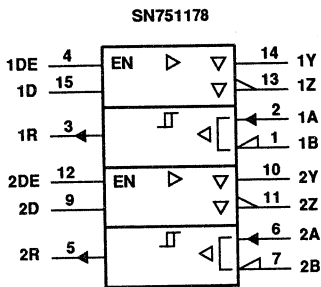 SN751178
1DE 4 EN 14 1Y
1D 15 13 1Z
1R 3 2 1A
1 1B
2DE 12 EN 10 2Y
2D 9 11 2Z
2R 5 6 2A
7 2B